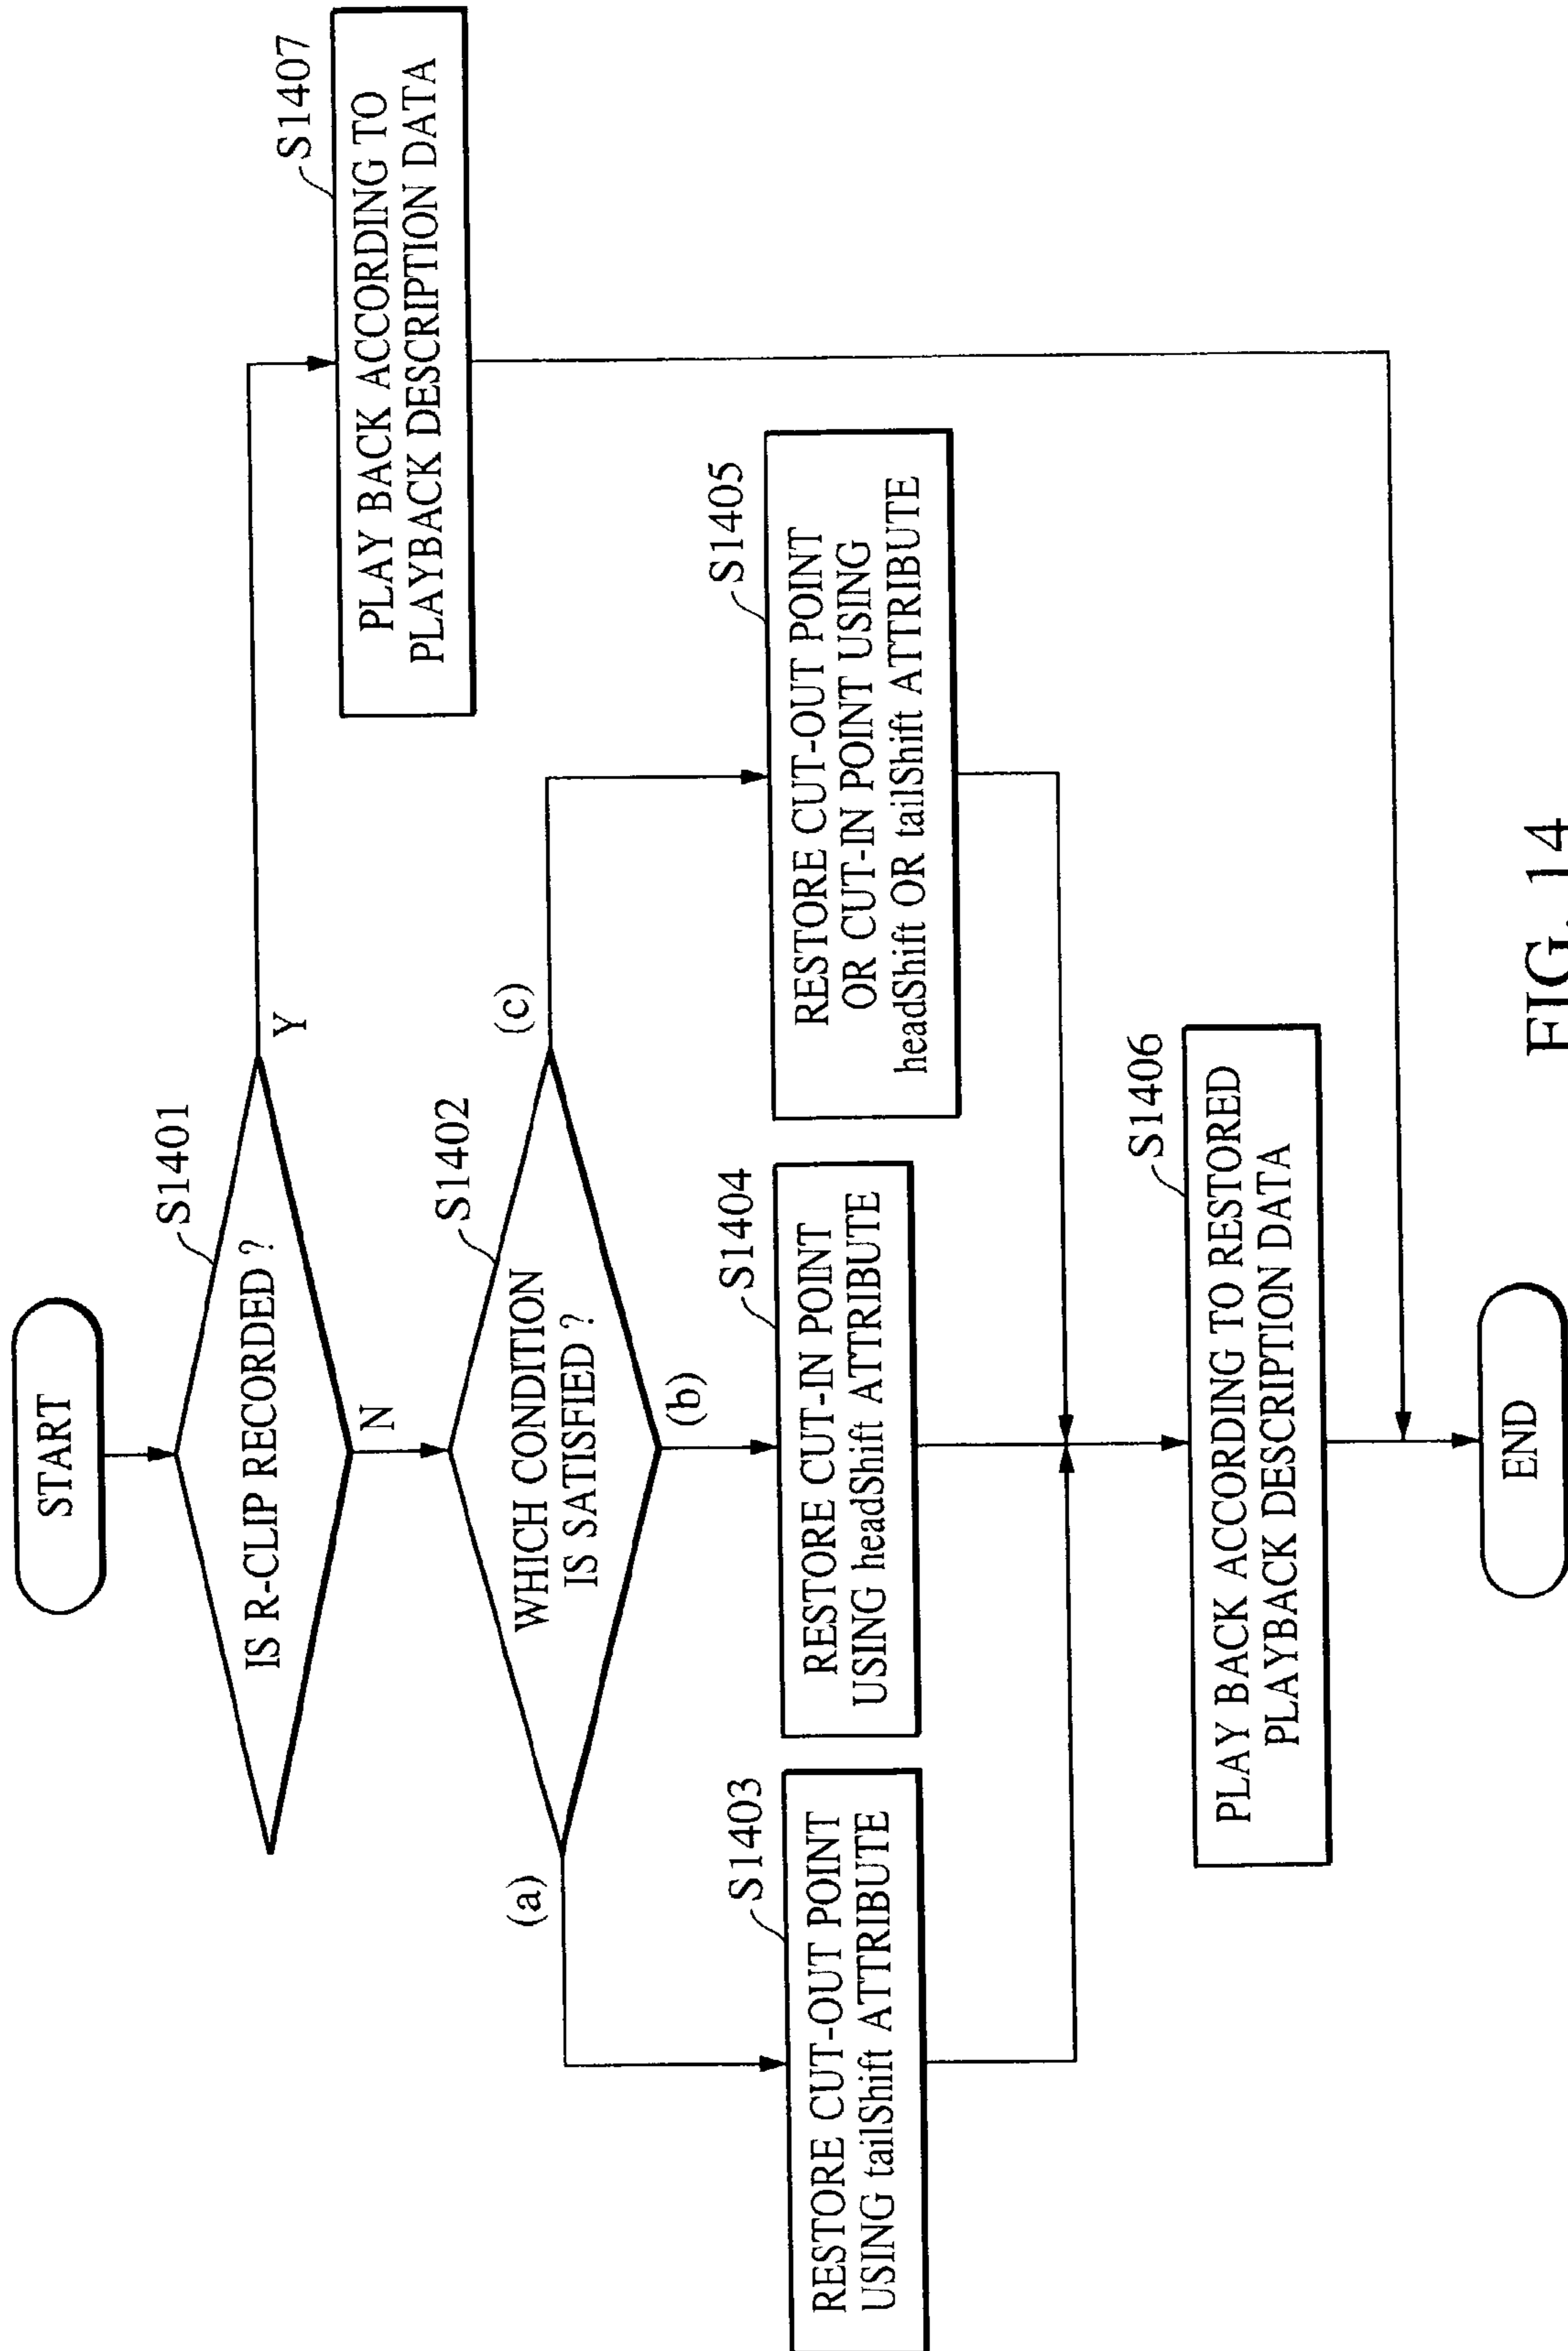 START
S1401
IS R-CLIP RECORDED ?
Y
N
S1407
PLAY BACK ACCORDING TO
PLAYBACK DESCRIPTION DATA
S1402
WHICH CONDITION
IS SATISFIED ?
(a)
(b)
(c)
S1403
RESTORE CUT-OUT POINT
USING tailShift ATTRIBUTE
S1404
RESTORE CUT-IN POINT
USING headShift ATTRIBUTE
S1405
RESTORE CUT-OUT POINT
OR CUT-IN POINT USING
headShift OR tailShift ATTRIBUTE
S1406
PLAY BACK ACCORDING TO RESTORED
PLAYBACK DESCRIPTION DATA
END
FIG. 14